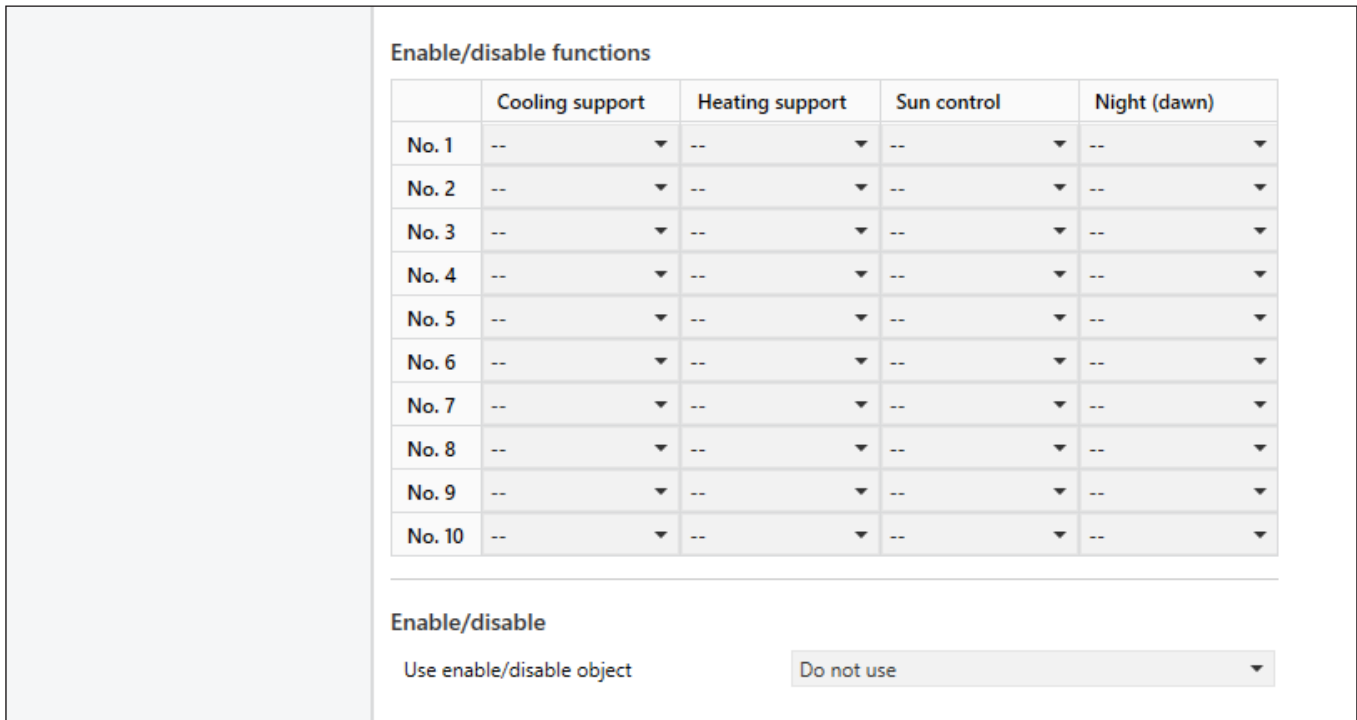 Enable/disable functions
Cooling support Heating support Sun control Night (dawn)
No. 1 -- -- -- --
No. 2 -- -- -- --
No. 3 -- -- -- --
No. 4 -- -- -- --
No. 5 -- -- -- --
No. 6 -- -- -- --
No. 7 -- -- -- --
No. 8 -- -- -- --
No. 9 -- -- -- --
No. 10 -- -- -- --
Enable/disable
Use enable/disable object Do not use